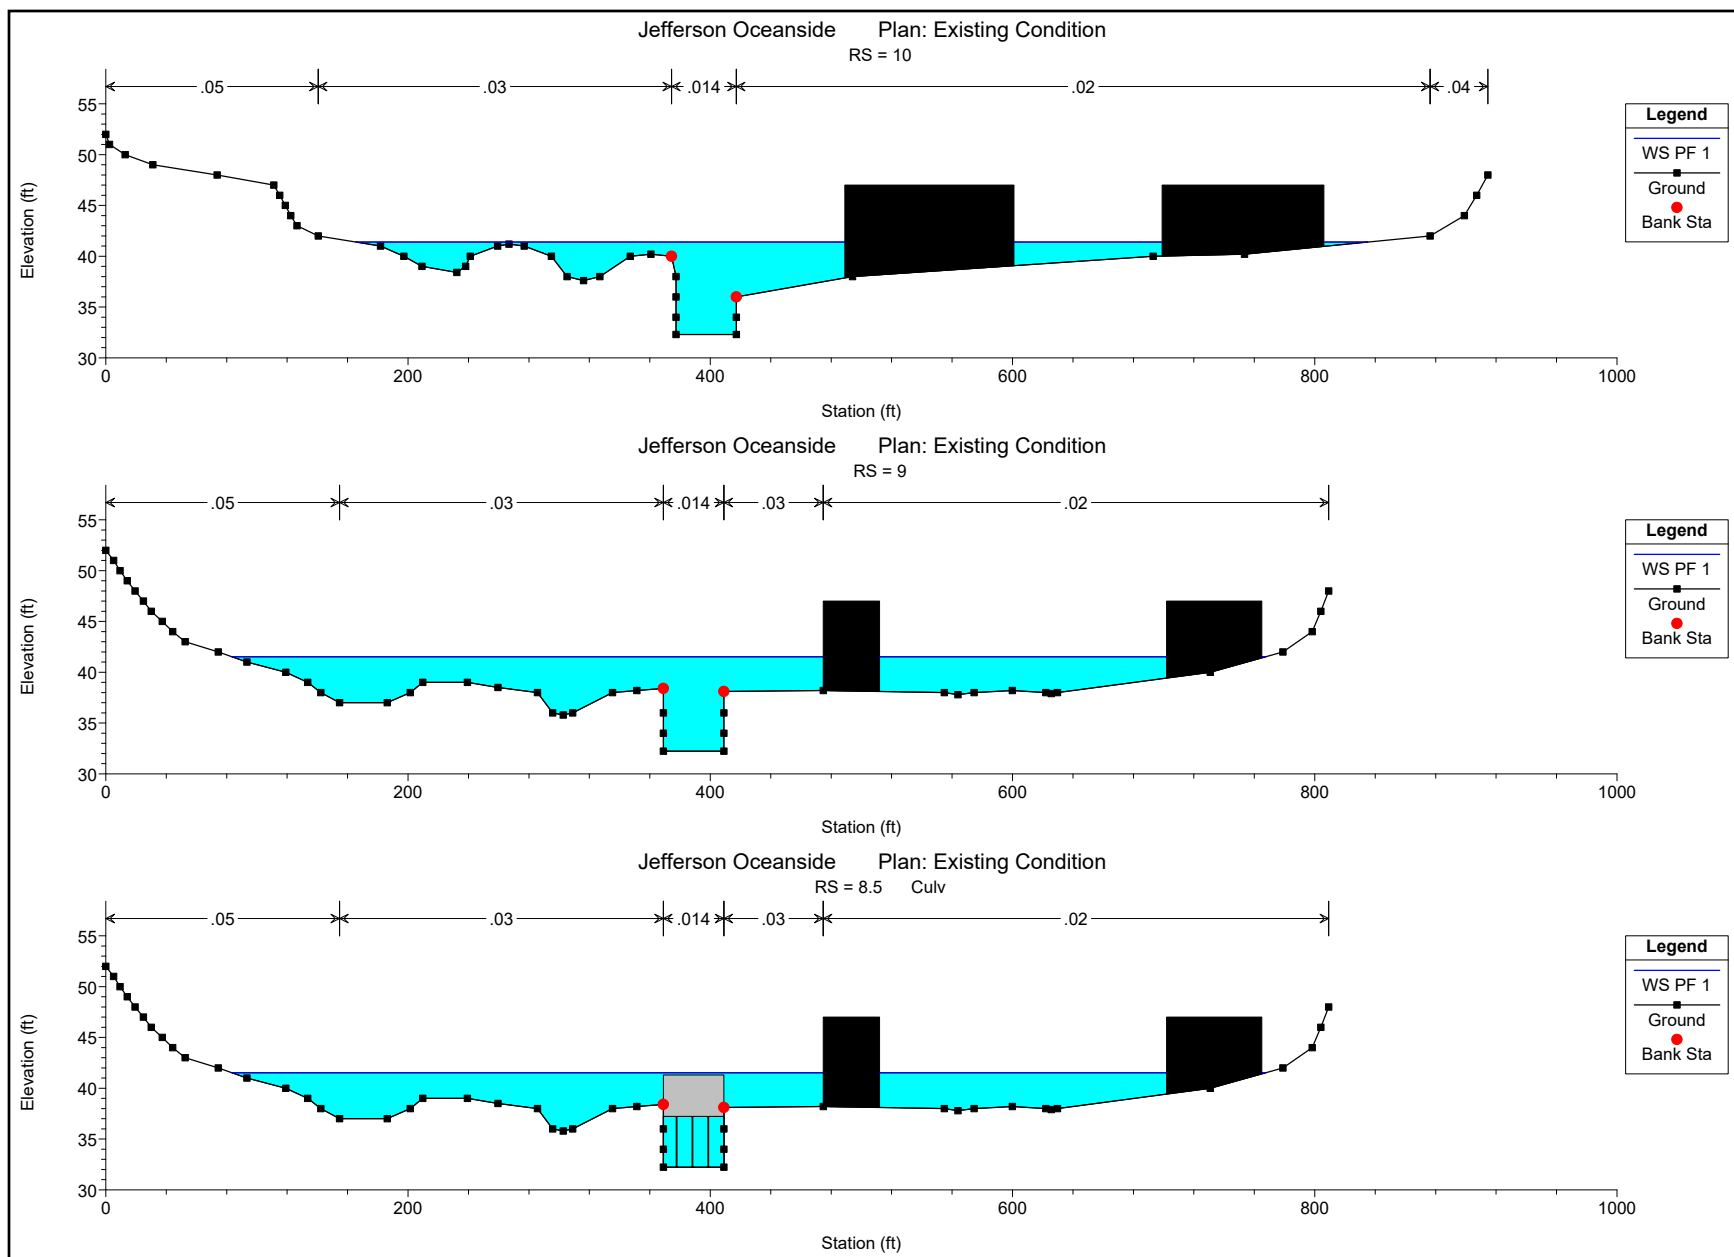 Jefferson Oceanside Plan: Existing Condition
RS = 10
.05 .03 .014 .02 .04
55
50
45
40
35
30
Elevation (ft)
0 200 400 600 800 1000
Station (ft)
Legend
WS PF 1
Ground
Bank Sta
Jefferson Oceanside Plan: Existing Condition
RS = 9
.05 .03 .014 .03 .02
55
50
45
40
35
30
Elevation (ft)
0 200 400 600 800 1000
Station (ft)
Legend
WS PF 1
Ground
Bank Sta
Jefferson Oceanside Plan: Existing Condition
RS = 8.5 Culv
.05 .03 .014 .03 .02
55
50
45
40
35
30
Elevation (ft)
0 200 400 600 800 1000
Station (ft)
Legend
WS PF 1
Ground
Bank Sta